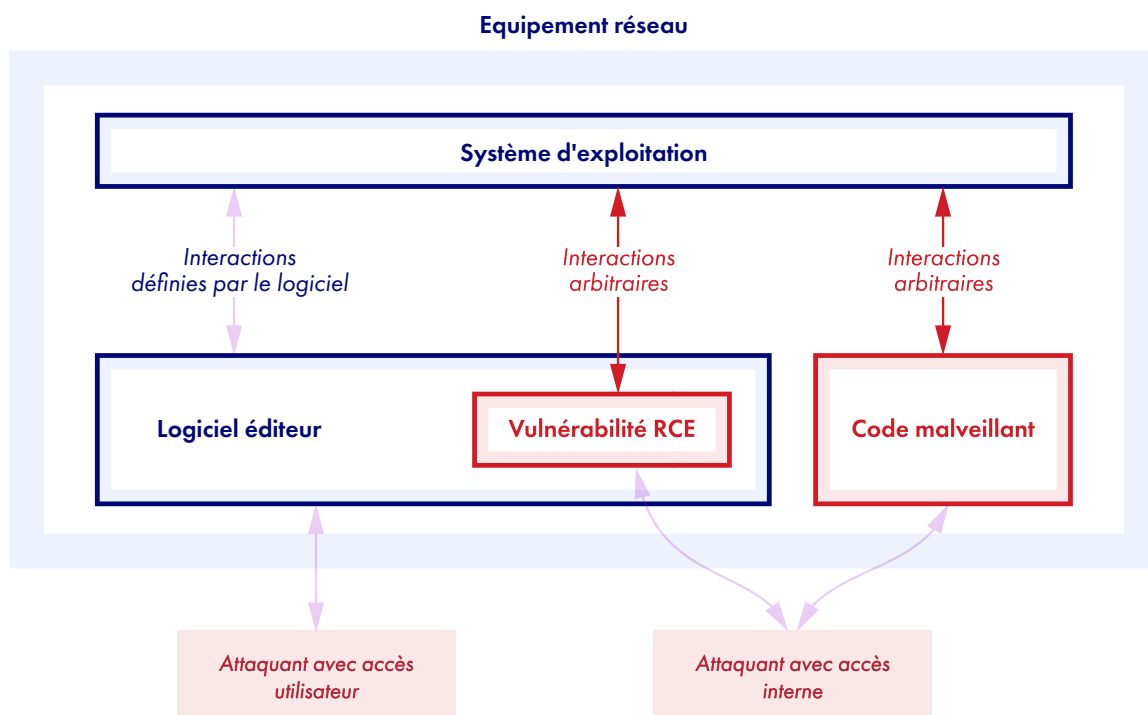 Equipement réseau
Système d'exploitation
Interactions
définies par le logiciel
Interactions
arbitraires
Interactions
arbitraires
Logiciel éditeur
Vulnérabilité RCE
Code malveillant
Attaquant avec accès
utilisateur
Attaquant avec accès
interne